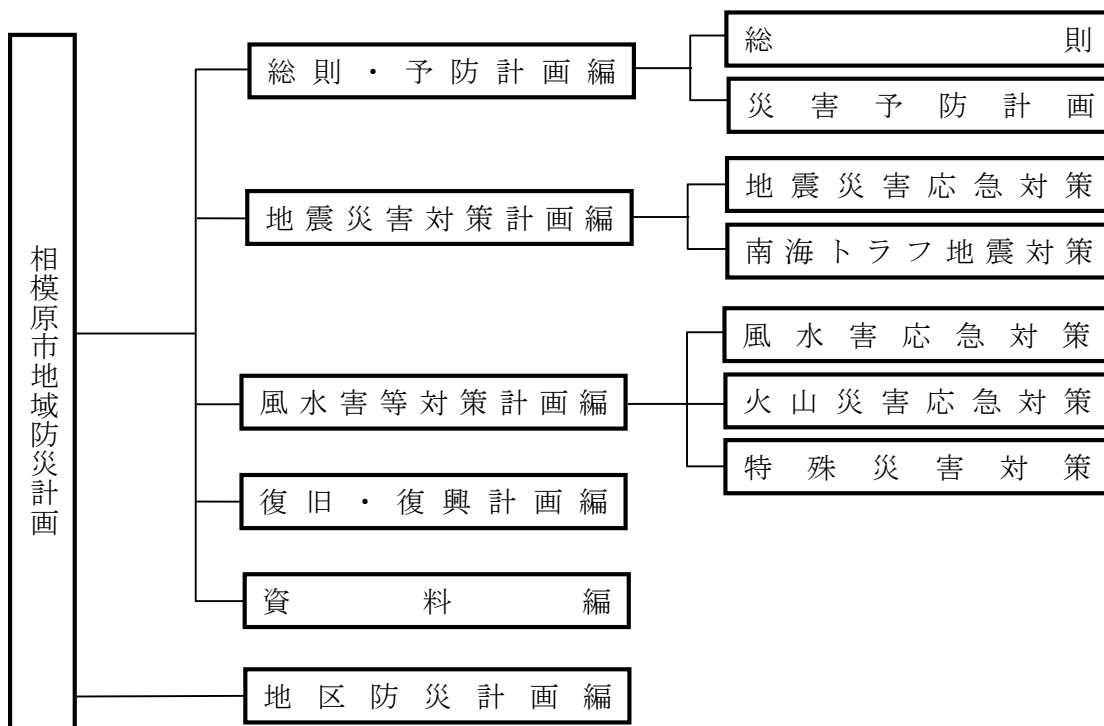 相模原市地域防災計画
総則・予防計画編
総則
災害予防計画
地震災害対策計画編
地震災害応急対策
南海トラフ地震対策
風水害等対策計画編
風水害応急対策
火山災害応急対策
特殊災害対策
復旧・復興計画編
資料編
地区防災計画編